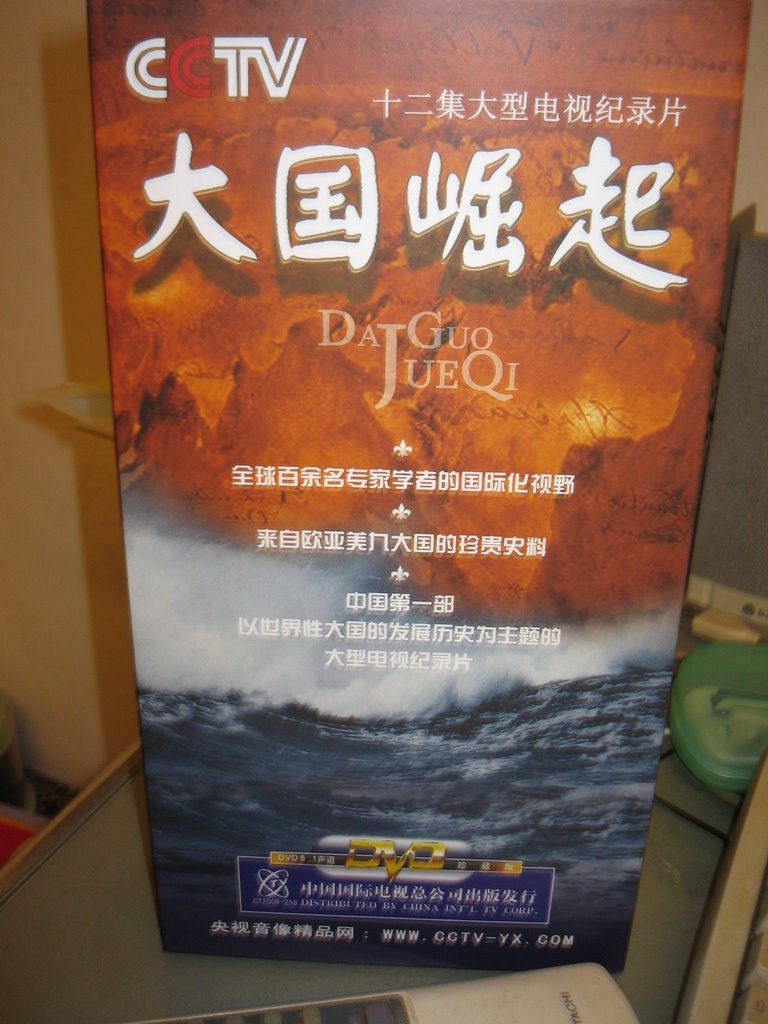 CCTV
十二集大型电视纪录片
大国崛起
DAGUO
JUEQI
全球百余名专家学者的国际化视野
来自欧亚美九大国的珍贵史料
中国第一部
以世界性大国的发展历史为主题的
大型电视纪录片
DVD
DVD5.1声道 珍藏版
中国国际电视总公司出版发行
CT2006-258 DISTRIBUTED BY CHINA INT'L TV CORP.
央视音像精品网：WWW.CCTV-YX.COM